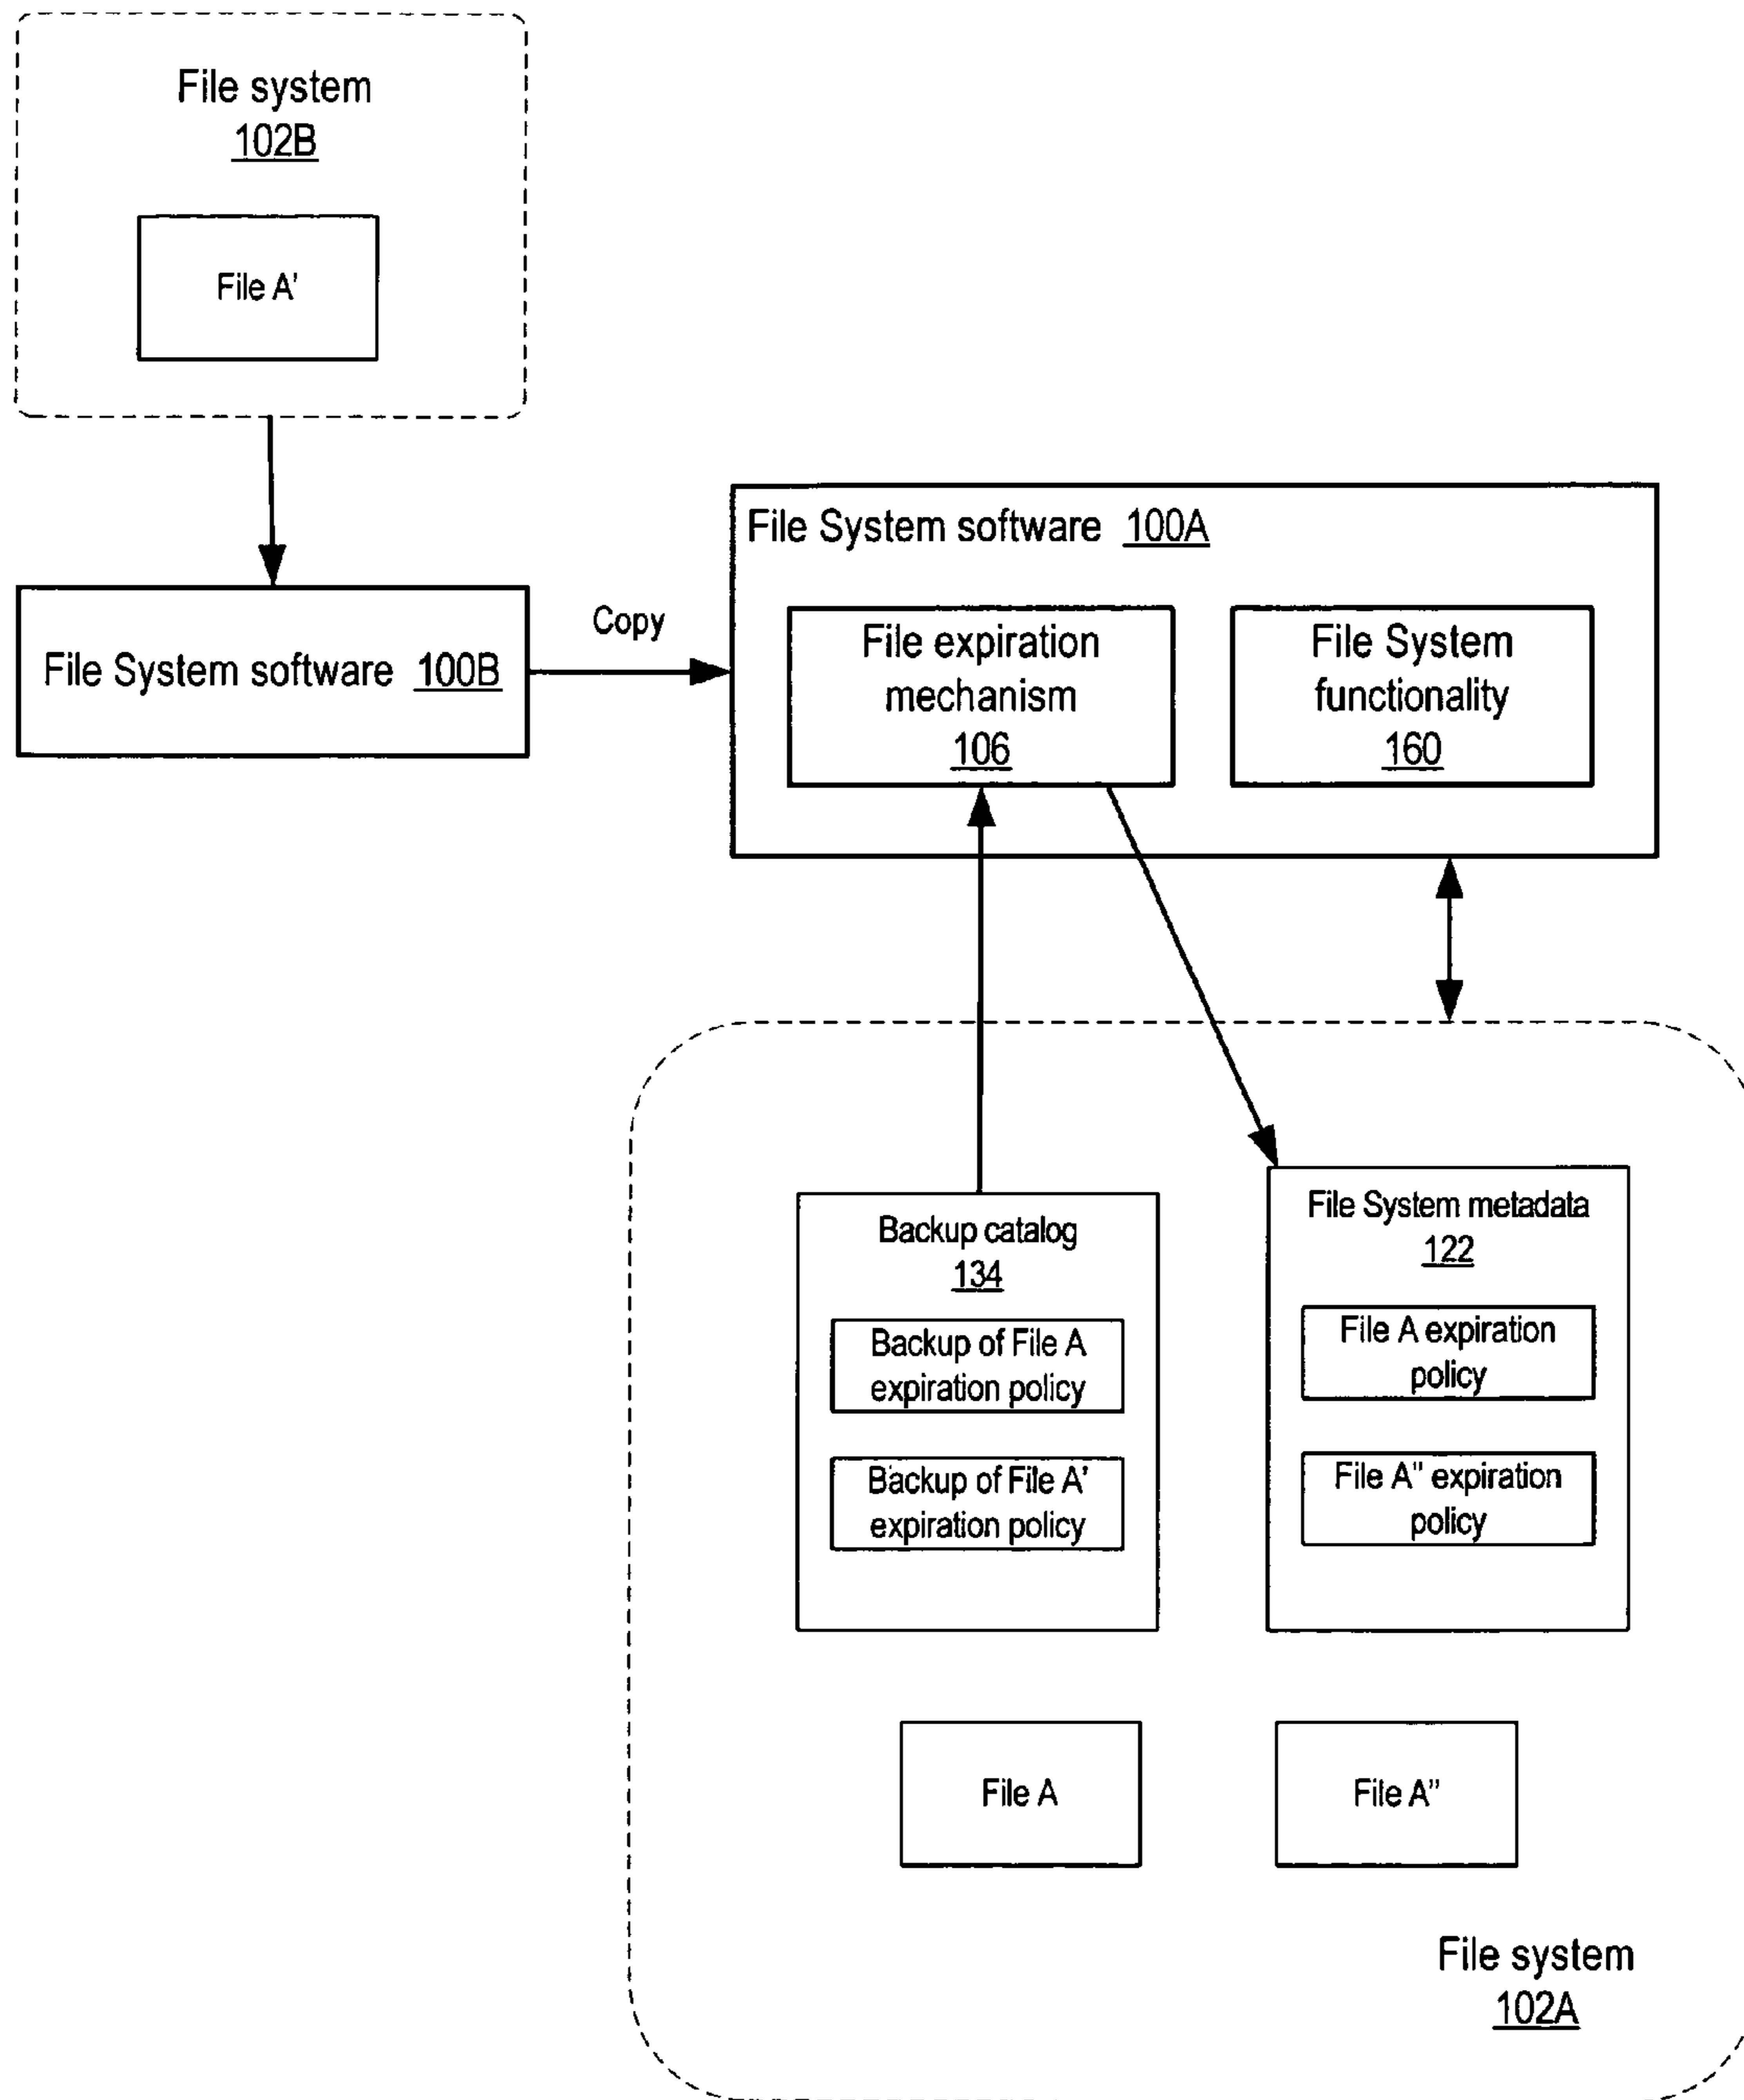 File system
102B
File A'
File System software 100B
Copy
File System software 100A
File expiration
mechanism
106
File System
functionality
160
Backup catalog
134
Backup of File A
expiration policy
Backup of File A'
expiration policy
File System metadata
122
File A expiration
policy
File A" expiration
policy
File A
File A"
File system
102A